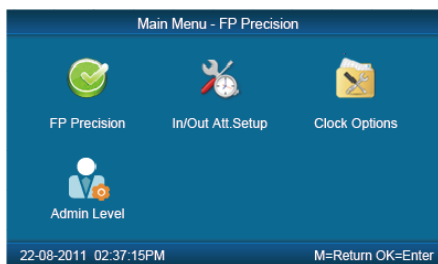 Main Menu - FP Precision
FP Precision In/Out Att.Setup Clock Options
Admin Level
22-08-2011 02:37:15PM M=Return OK=Enter